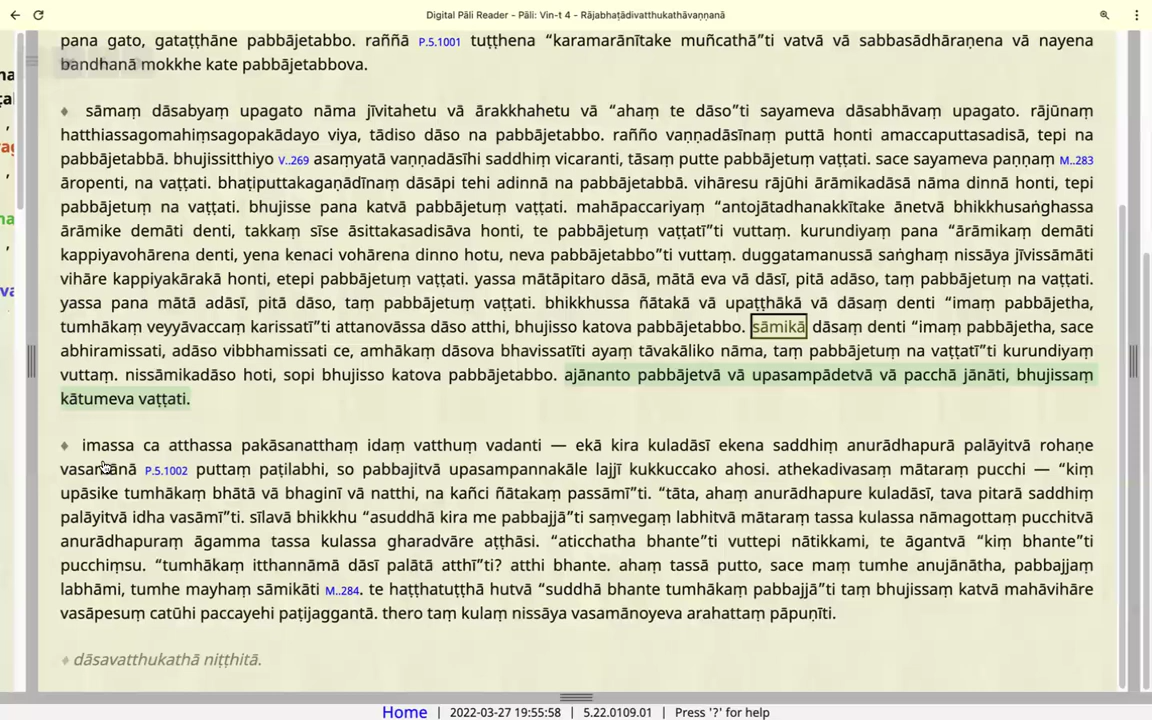 Digital Pāli Reader - Pāli: Vin-t 4 - Rājabhaṭādivatthukathāvaṇṇanā
pana gato, gataṭṭhāne pabbājetabbo. raññā P.5.1001 tuṭṭhena “karamarānītake muñcathā”ti vatvā vā sabbasādhāraṇena vā nayena
bandhanā mokkhe kate pabbājetabbova.
♦ sāmaṃ dāsabyaṃ upagato nāma jīvitahetu vā ārakkhahetu vā “ahaṃ te dāso”ti sayameva dāsabhāvaṃ upagato. rājūnaṃ
hatthiassagomahiṃsagopakādayo viya, tādiso dāso na pabbājetabbo. rañño vaṇṇadāsīnaṃ puttā honti amaccaputtasadisā, tepi na
pabbājetabbā. bhujissitthiyo V..269 asaṃyatā vaṇṇadāsīhi saddhiṃ vicaranti, tāsaṃ putte pabbājetuṃ vaṭṭati. sace sayameva paṇṇaṃ M..283
āropenti, na vaṭṭati. bhaṭiputtakagaṇādīnaṃ dāsāpi tehi adinnā na pabbājetabbā. vihāresu rājūhi ārāmikadāsā nāma dinnā honti, tepi
pabbājetuṃ na vaṭṭati. bhujisse pana katvā pabbājetuṃ vaṭṭati. mahāpaccariyaṃ “antojātadhanakkītake ānetvā bhikkhusaṅghassa
ārāmike demāti denti, takkaṃ sīse āsittakasadisāva honti, te pabbājetuṃ vaṭṭatī”ti vuttaṃ. kurundiyaṃ pana “ārāmikaṃ demāti
kappiyavohārena denti, yena kenaci vohārena dinno hotu, neva pabbājetabbo”ti vuttaṃ. duggatamanussā saṅghaṃ nissāya jīvissāmāti
vihāre kappiyakārakā honti, etepi pabbājetuṃ vaṭṭati. yassa mātāpitaro dāsā, mātā eva vā dāsī, pitā adāso, taṃ pabbājetuṃ na vaṭṭati.
yassa pana mātā adāsī, pitā dāso, taṃ pabbājetuṃ vaṭṭati. bhikkhussa ñātakā vā upaṭṭhākā vā dāsaṃ denti “imaṃ pabbājetha,
tumhākaṃ veyyāvaccaṃ karissatī”ti attanovāssa dāso atthi, bhujisso katova pabbājetabbo. sāmikā dāsaṃ denti “imaṃ pabbājetha, sace
abhiramissati, adāso vibbhamissati ce, amhākaṃ dāsova bhavissatīti ayaṃ tāvakāliko nāma, taṃ pabbājetuṃ na vaṭṭatī”ti kurundiyaṃ
vuttaṃ. nissāmikadāso hoti, sopi bhujisso katova pabbājetabbo. ajānanto pabbājetvā vā upasampādetvā vā pacchā jānāti, bhujissaṃ
kātumeva vaṭṭati.
♦ imassa ca atthassa pakāsanatthaṃ idaṃ vatthuṃ vadanti — ekā kira kuladāsī ekena saddhiṃ anurādhapurā palāyitvā rohaṇe
vasamānā P.5.1002 puttaṃ paṭilabhi, so pabbajitvā upasampannakāle lajjī kukkuccako ahosi. athekadivasaṃ mātaraṃ pucchi — “kiṃ
upāsike tumhākaṃ bhātā vā bhaginī vā natthi, na kañci ñātakaṃ passāmī”ti. “tāta, ahaṃ anurādhapure kuladāsī, tava pitarā saddhiṃ
palāyitvā idha vasāmī”ti. sīlavā bhikkhu “asuddhā kira me pabbajjā”ti saṃvegaṃ labhitvā mātaraṃ tassa kulassa nāmagottaṃ pucchitvā
anurādhapuraṃ āgamma tassa kulassa gharadvāre aṭṭhāsi. “aticchatha bhante”ti vuttepi nātikkami, te āgantvā “kiṃ bhante”ti
pucchiṃsu. “tumhākaṃ itthannāmā dāsī palātā atthī”ti? atthi bhante. ahaṃ tassā putto, sace maṃ tumhe anujānātha, pabbajjaṃ
labhāmi, tumhe mayhaṃ sāmikāti M..284. te haṭṭhatuṭṭhā hutvā “suddhā bhante tumhākaṃ pabbajjā”ti taṃ bhujissaṃ katvā mahāvihāre
vasāpesuṃ catūhi paccayehi paṭijaggantā. thero taṃ kulaṃ nissāya vasamānoyeva arahattaṃ pāpuṇīti.
♦ dāsavatthukathā niṭṭhitā.
Home | 2022-03-27 19:55:58 | 5.22.0109.01 | Press '?' for help